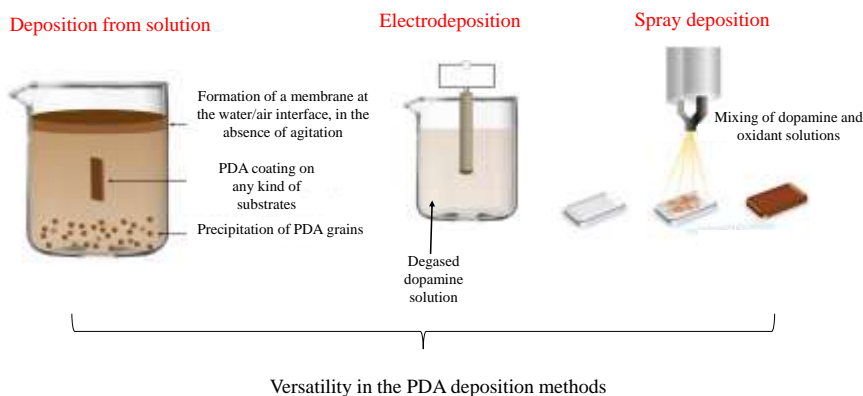 Deposition from solution
Formation of a membrane at
the water/air interface, in the
absence of agitation
PDA coating on
any kind of
substrates
Precipitation of PDA grains
Electrodeposition
Degased
dopamine
solution
Spray deposition
Mixing of dopamine and
oxidant solutions
Versatility in the PDA deposition methods